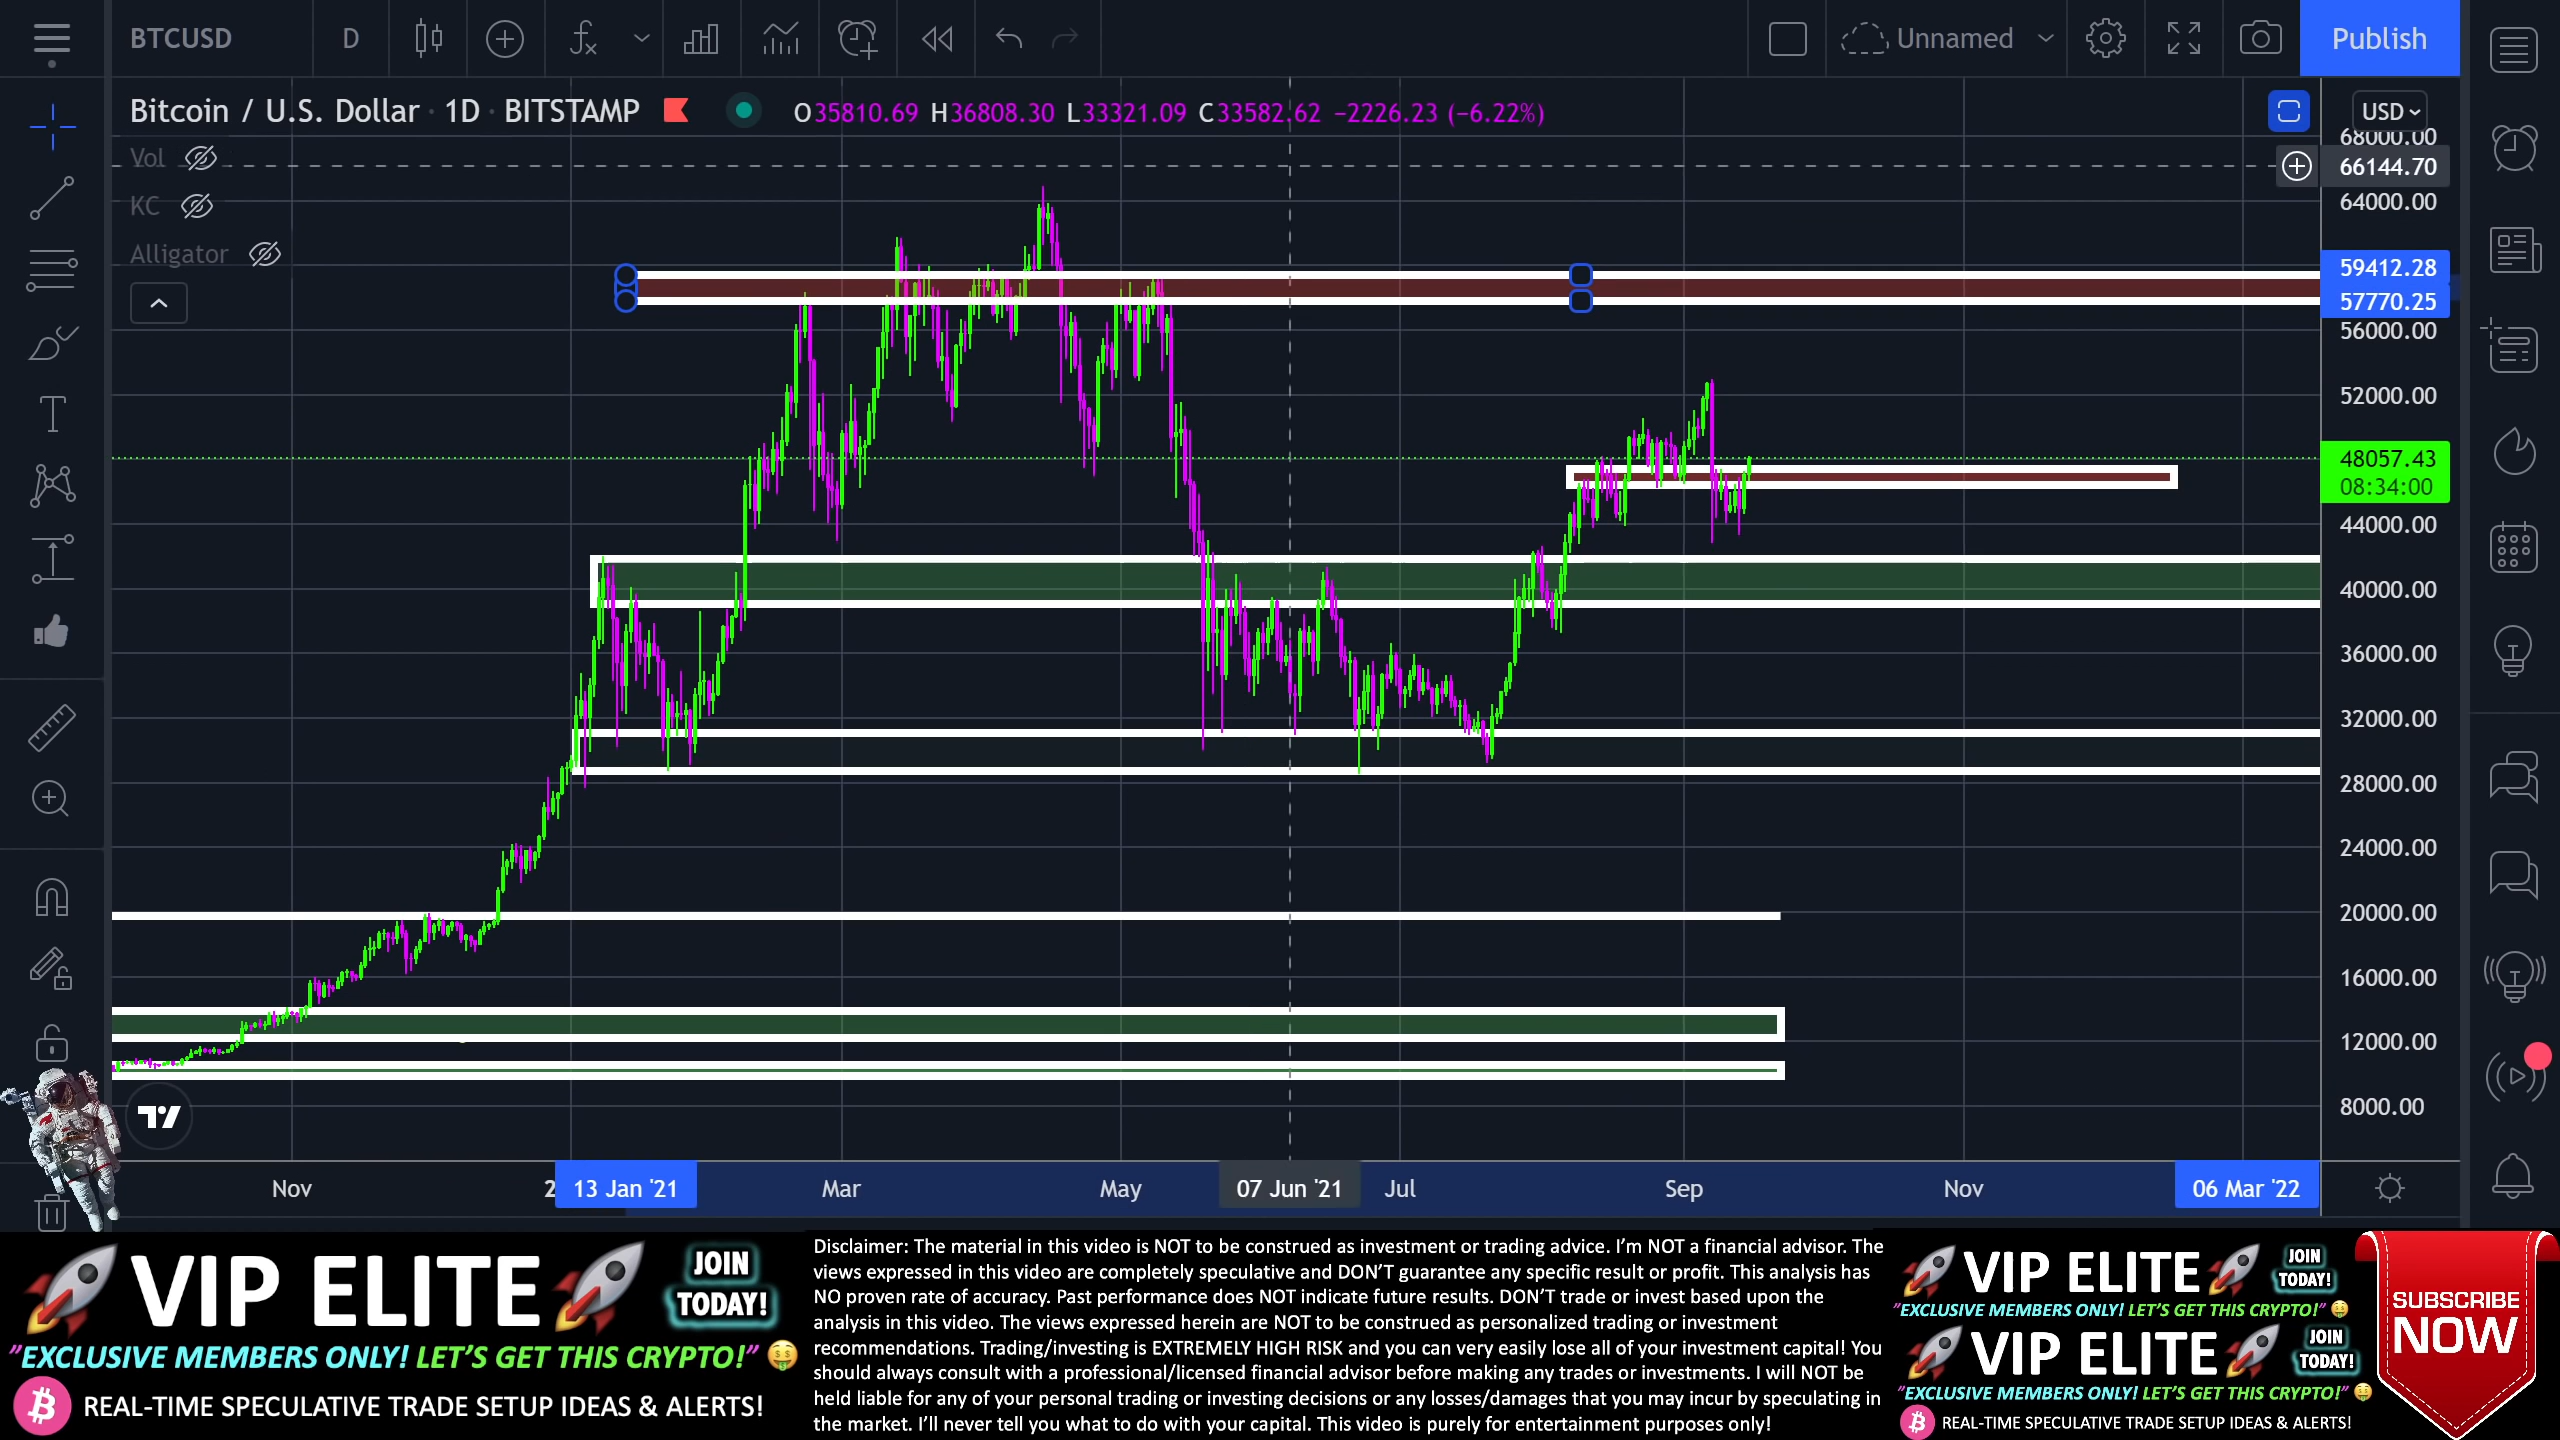 BTCUSD D Unnamed Publish
Bitcoin / U.S. Dollar · 1D · BITSTAMP O35810.69 H36808.30 L33321.09 C33582.62 −2226.23 (−6.22%) USD
Vol
KC
Alligator
68000.00
66144.70
64000.00
59412.28
57770.25
56000.00
52000.00
48057.43
08:34:00
44000.00
40000.00
36000.00
32000.00
28000.00
24000.00
20000.00
16000.00
12000.00
8000.00
Nov 2 13 Jan '21 Mar May 07 Jun '21 Jul Sep Nov 06 Mar '22
VIP ELITE JOIN TODAY!
"EXCLUSIVE MEMBERS ONLY! LET'S GET THIS CRYPTO!"
REAL-TIME SPECULATIVE TRADE SETUP IDEAS & ALERTS!
Disclaimer: The material in this video is NOT to be construed as investment or trading advice. I'm NOT a financial advisor. The
views expressed in this video are completely speculative and DON'T guarantee any specific result or profit. This analysis has
NO proven rate of accuracy. Past performance does NOT indicate future results. DON'T trade or invest based upon the
analysis in this video. The views expressed herein are NOT to be construed as personalized trading or investment
recommendations. Trading/investing is EXTREMELY HIGH RISK and you can very easily lose all of your investment capital! You
should always consult with a professional/licensed financial advisor before making any trades or investments. I will NOT be
held liable for any of your personal trading or investing decisions or any losses/damages that you may incur by speculating in
the market. I'll never tell you what to do with your capital. This video is purely for entertainment purposes only!
VIP ELITE JOIN TODAY!
"EXCLUSIVE MEMBERS ONLY! LET'S GET THIS CRYPTO!"
VIP ELITE JOIN TODAY!
"EXCLUSIVE MEMBERS ONLY! LET'S GET THIS CRYPTO!"
REAL-TIME SPECULATIVE TRADE SETUP IDEAS & ALERTS!
SUBSCRIBE
NOW